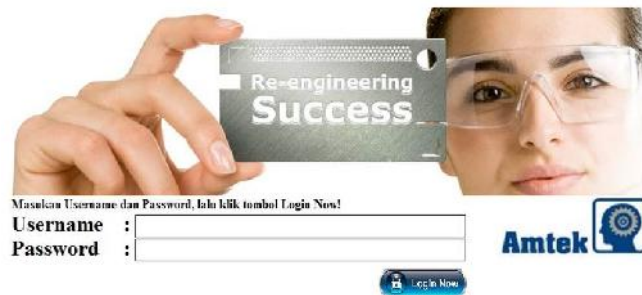 Re-engineering
Success
Masukan Username dan Password, lalu klik tombol Login Now!
Username :
Password :
Amtek
Login Now